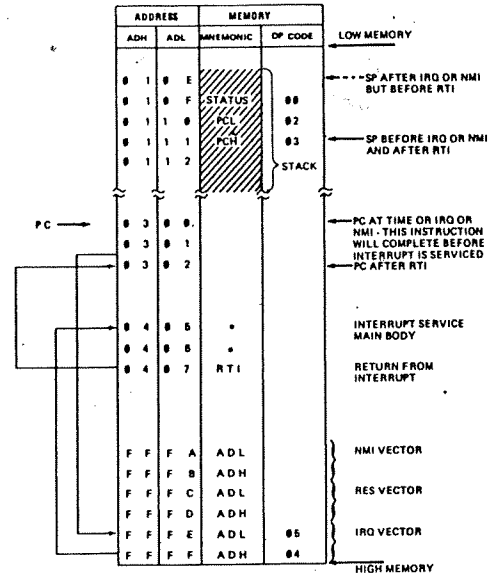 ADDRESS MEMORY
ADH ADL MNEMONIC OP CODE
LOW MEMORY
0 1 0 E SP AFTER IRQ OR NMI
BUT BEFORE RTI
0 1 0 F STATUS 00
0 1 1 0 PCL 02
0 1 1 1 PCH 03 SP BEFORE IRQ OR NMI
AND AFTER RTI
0 1 1 2
STACK
PC 0 3 0 0. PC AT TIME OR IRQ OR
NMI - THIS INSTRUCTION
0 3 0 1 WILL COMPLETE BEFORE
INTERRUPT IS SERVICED
0 3 0 2 PC AFTER RTI
0 4 0 5 • INTERRUPT SERVICE
MAIN BODY
0 4 0 6 •
0 4 0 7 RTI RETURN FROM
INTERRUPT
F F F A ADL NMI VECTOR
F F F B ADH
F F F C ADL RES VECTOR
F F F D ADH
F F F E ADL 05 IRQ VECTOR
F F F F ADH 04
HIGH MEMORY